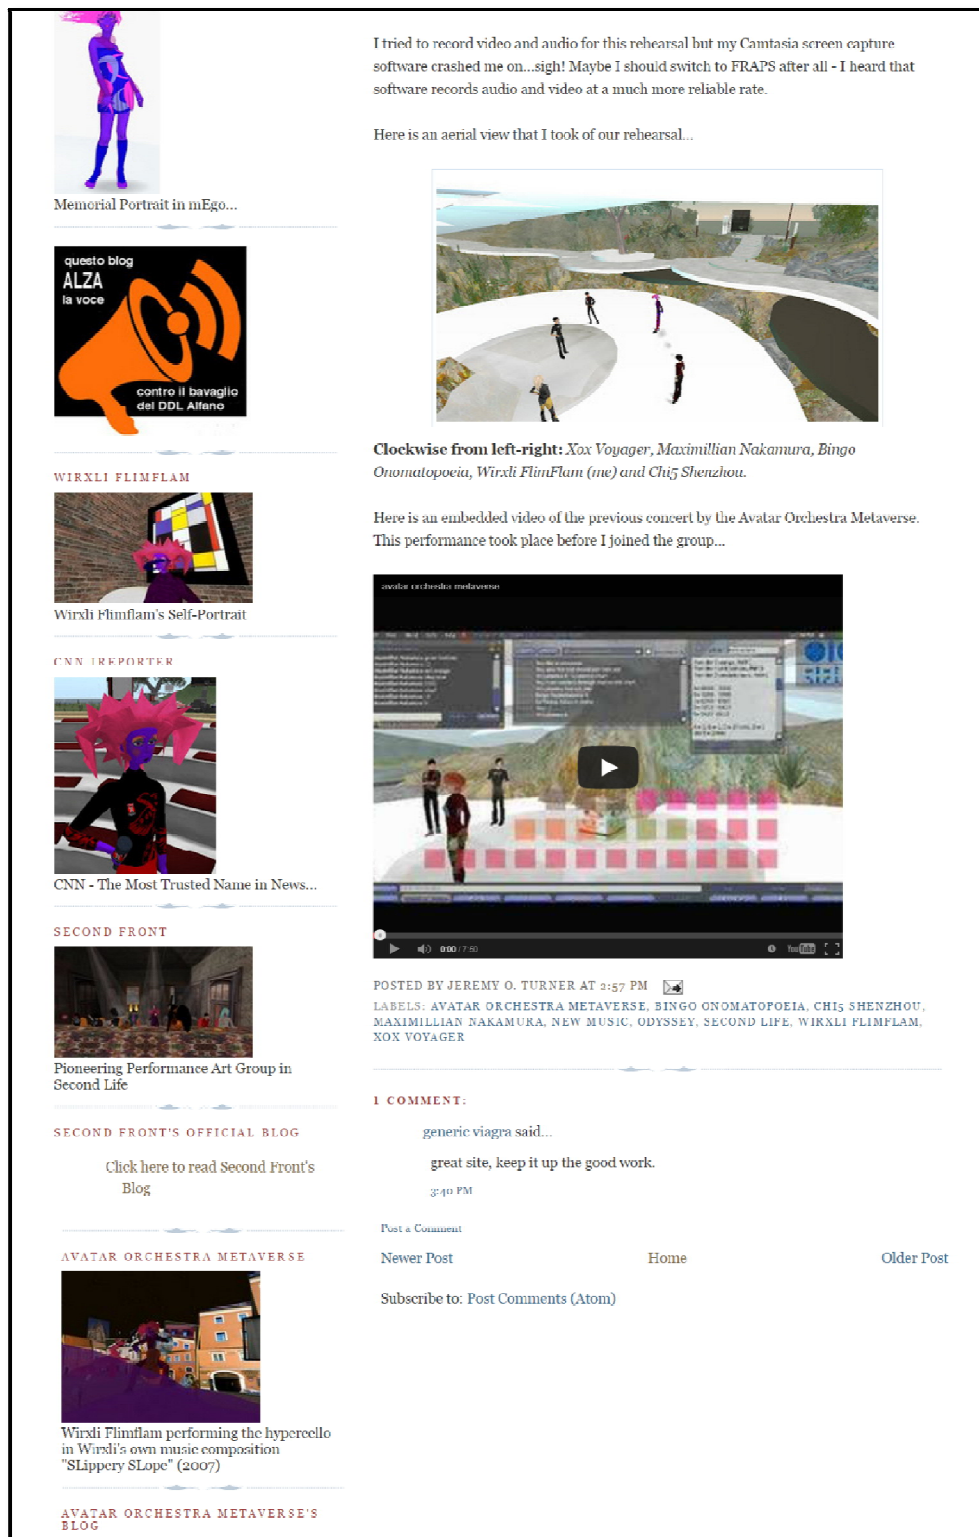 Memorial Portrait in mEgo...
questo blog
ALZA
la voce
contro il bavaglio
del DDL Alfano
WIRXLI FLIMFLAM
Wirxli Flimflam's Self-Portrait
CNN IREPORTER
CNN - The Most Trusted Name in News...
SECOND FRONT
Pioneering Performance Art Group in
Second Life
SECOND FRONT'S OFFICIAL BLOG
Click here to read Second Front's
Blog
AVATAR ORCHESTRA METAVERSE
Wirxli Flimflam performing the hypercello
in Wirxli's own music composition
"SLippery SLope" (2007)
AVATAR ORCHESTRA METAVERSE'S
BLOG
I tried to record video and audio for this rehearsal but my Camtasia screen capture
software crashed me on...sigh! Maybe I should switch to FRAPS after all - I heard that
software records audio and video at a much more reliable rate.
Here is an aerial view that I took of our rehearsal...
Clockwise from left-right: Xox Voyager, Maximillian Nakamura, Bingo
Onomatopoeia, Wirxli FlimFlam (me) and Chi5 Shenzhou.
Here is an embedded video of the previous concert by the Avatar Orchestra Metaverse.
This performance took place before I joined the group...
avatar orchestra metaverse
0:00 / 7:50
YouTube
POSTED BY JEREMY O. TURNER AT 2:57 PM
LABELS: AVATAR ORCHESTRA METAVERSE, BINGO ONOMATOPOEIA, CHI5 SHENZHOU,
MAXIMILLIAN NAKAMURA, NEW MUSIC, ODYSSEY, SECOND LIFE, WIRXLI FLIMFLAM,
XOX VOYAGER
1 COMMENT:
generic viagra said...
great site, keep it up the good work.
3:40 PM
Post a Comment
Newer Post
Home
Older Post
Subscribe to: Post Comments (Atom)